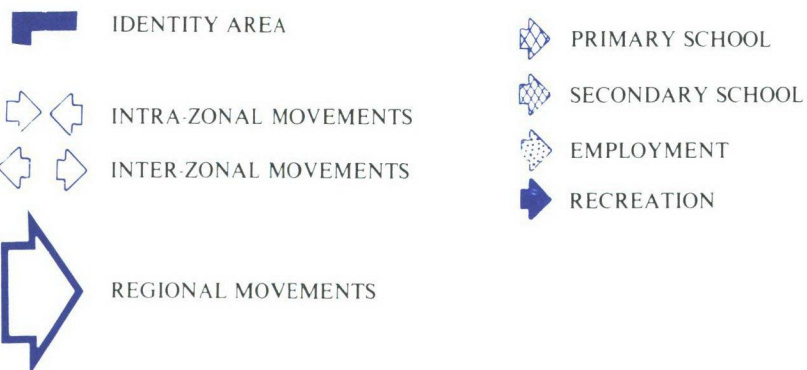 IDENTITY AREA
INTRA-ZONAL MOVEMENTS
INTER-ZONAL MOVEMENTS
REGIONAL MOVEMENTS
PRIMARY SCHOOL
SECONDARY SCHOOL
EMPLOYMENT
RECREATION